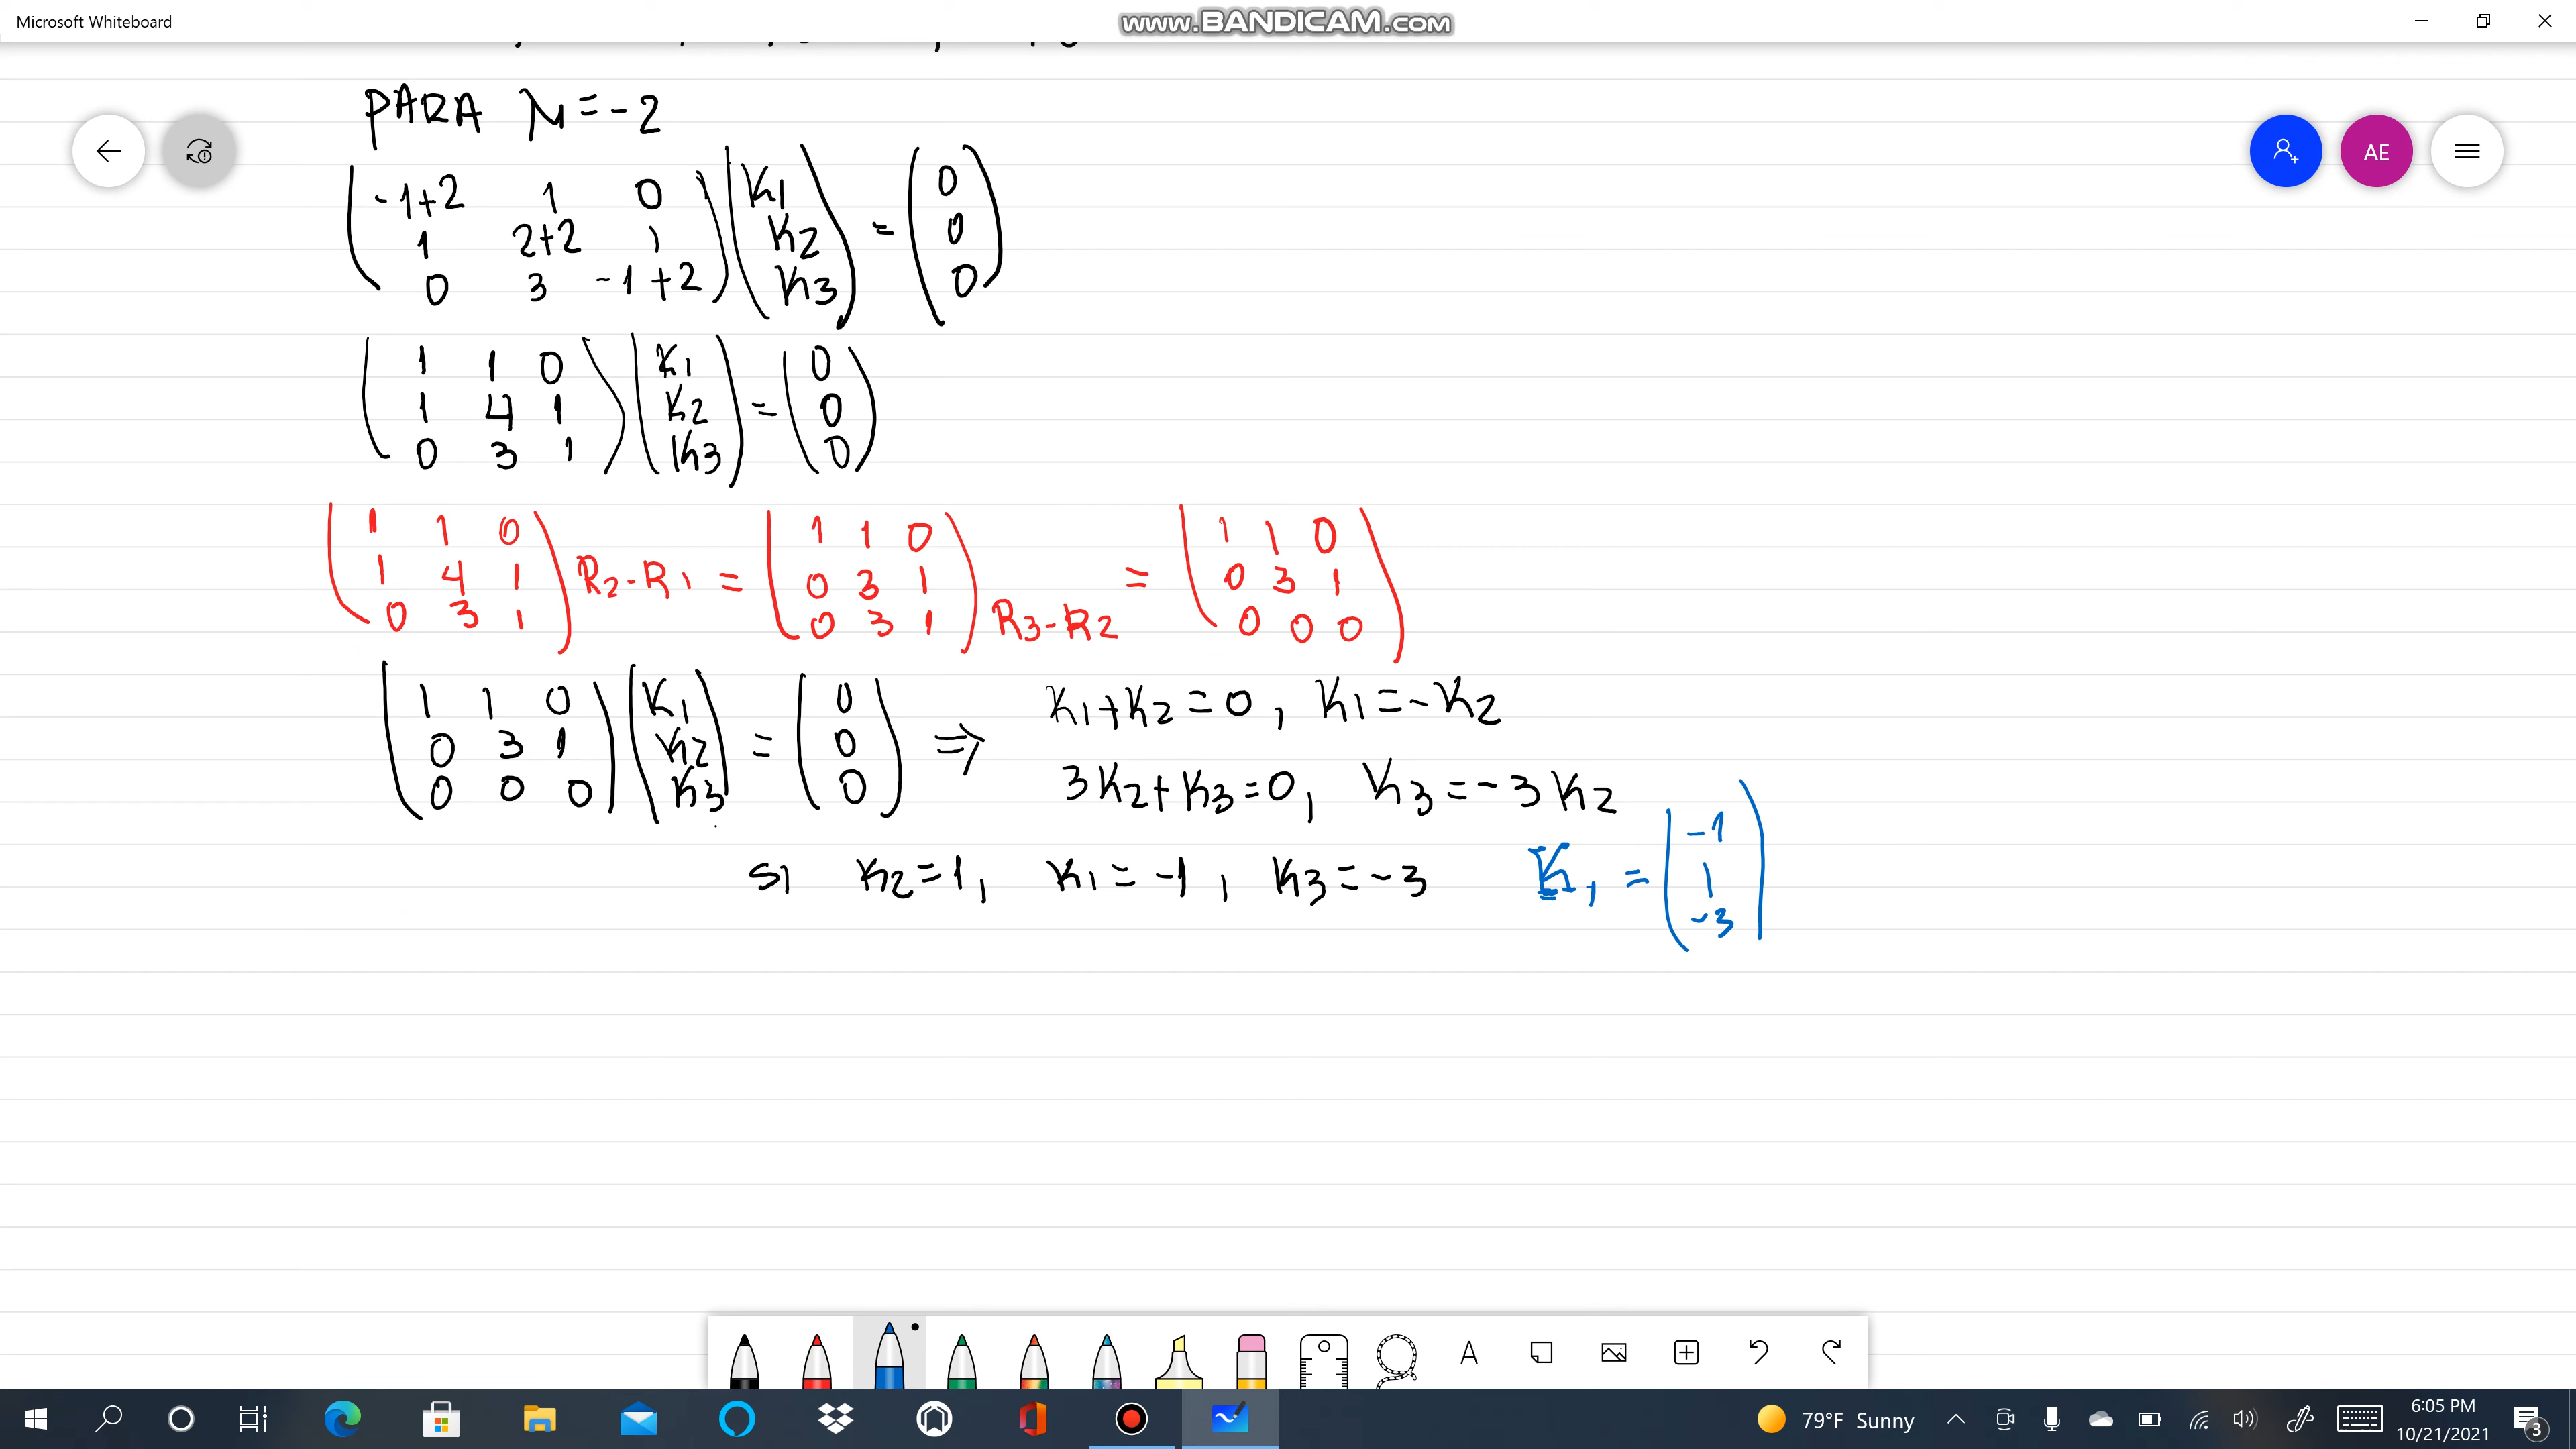 Microsoft Whiteboard
www.BANDICAM.com
PARA λ1=-2
(-1+2 1 0) (K1) = (0)
(1 2+2 1) (K2) (0)
(0 3 -1+2) (K3) (0)
AE
(1 1 0) (K1) = (0)
(1 4 1) (K2) (0)
(0 3 1) (K3) (0)
(1 1 0) (1 1 0) (1 1 0)
(1 4 1) R2-R1 = (0 3 1) = (0 3 1)
(0 3 1) (0 3 1) R3-R2 (0 0 0)
(1 1 0) (K1) (0) K1+K2=0, K1=-K2
(0 3 1) (K2) = (0) ⇒
(0 0 0) (K3) (0) 3K2+K3=0, K3=-3K2
SI K2=1, K1=-1, K3=-3 K1 = (-1
1
-3)
A
79°F Sunny
6:05 PM
10/21/2021
3